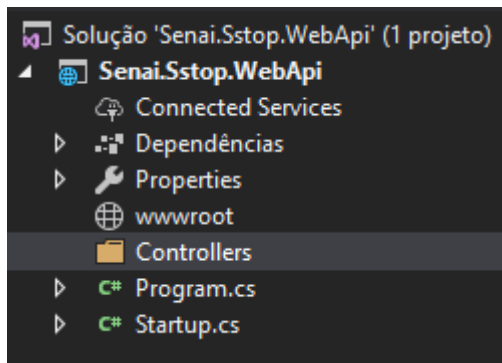 Solução 'Senai.Sstop.WebApi' (1 projeto)
Senai.Sstop.WebApi
Connected Services
Dependências
Properties
wwwroot
Controllers
C# Program.cs
C# Startup.cs